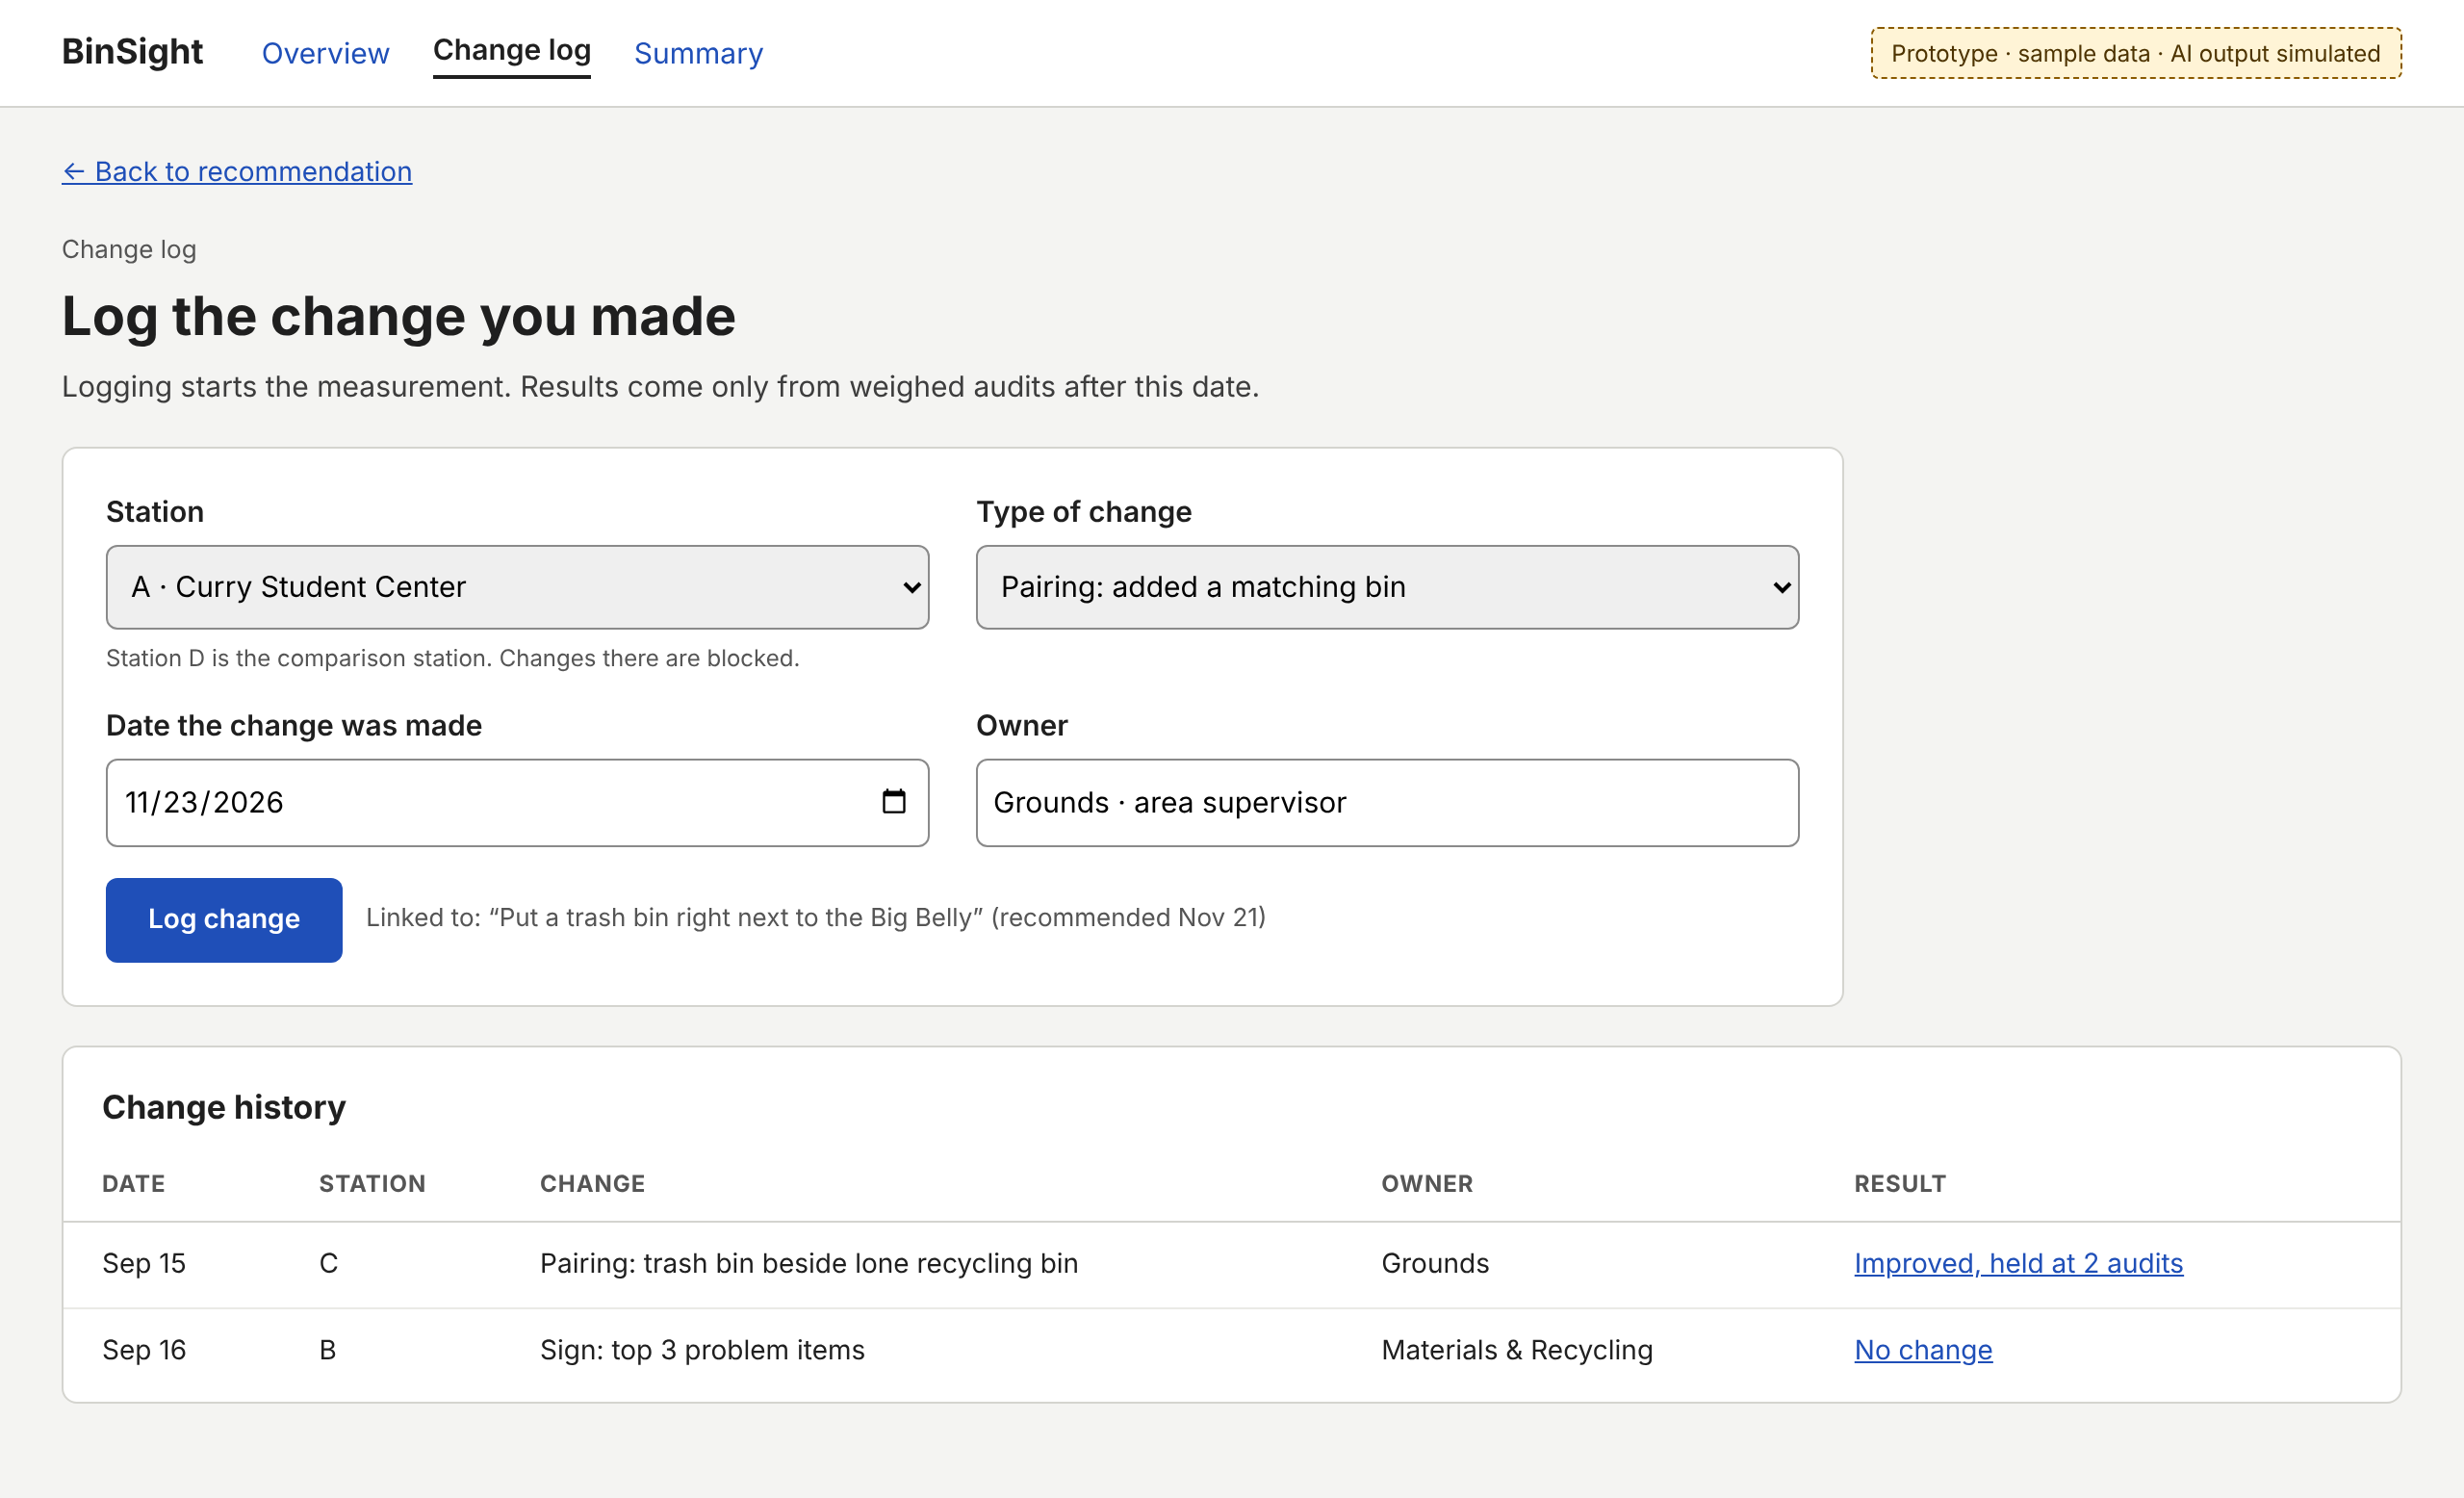 BinSight Overview Change log Summary Prototype · sample data · AI output simulated
← Back to recommendation
Change log
Log the change you made
Logging starts the measurement. Results come only from weighed audits after this date.
Station Type of change
A · Curry Student Center Pairing: added a matching bin
Station D is the comparison station. Changes there are blocked.
Date the change was made Owner
11/23/2026 Grounds · area supervisor
Log change Linked to: “Put a trash bin right next to the Big Belly” (recommended Nov 21)
Change history
DATE STATION CHANGE OWNER RESULT
Sep 15 C Pairing: trash bin beside lone recycling bin Grounds Improved, held at 2 audits
Sep 16 B Sign: top 3 problem items Materials & Recycling No change